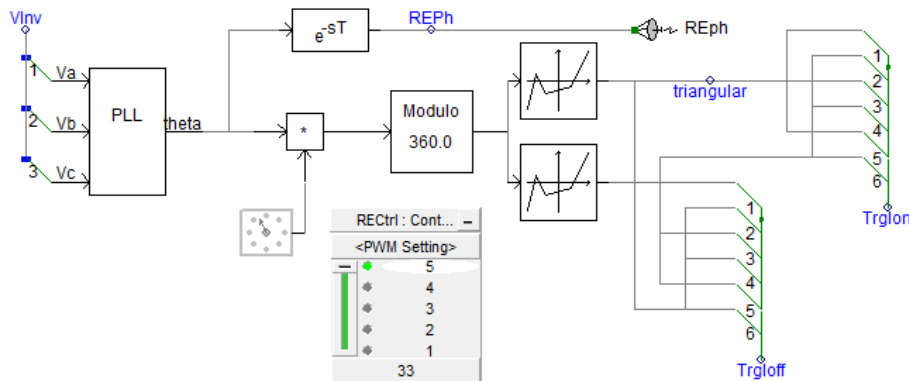 VInv
REPh
REph
e-sT
1
Va
PLL
theta
2
Vb
3
Vc
*
Modulo
360.0
triangular
1
2
3
4
5
6
TrgIon
RECtrl : Cont...
<PWM Setting>
5
4
3
2
1
33
1
2
3
4
5
6
TrgIoff